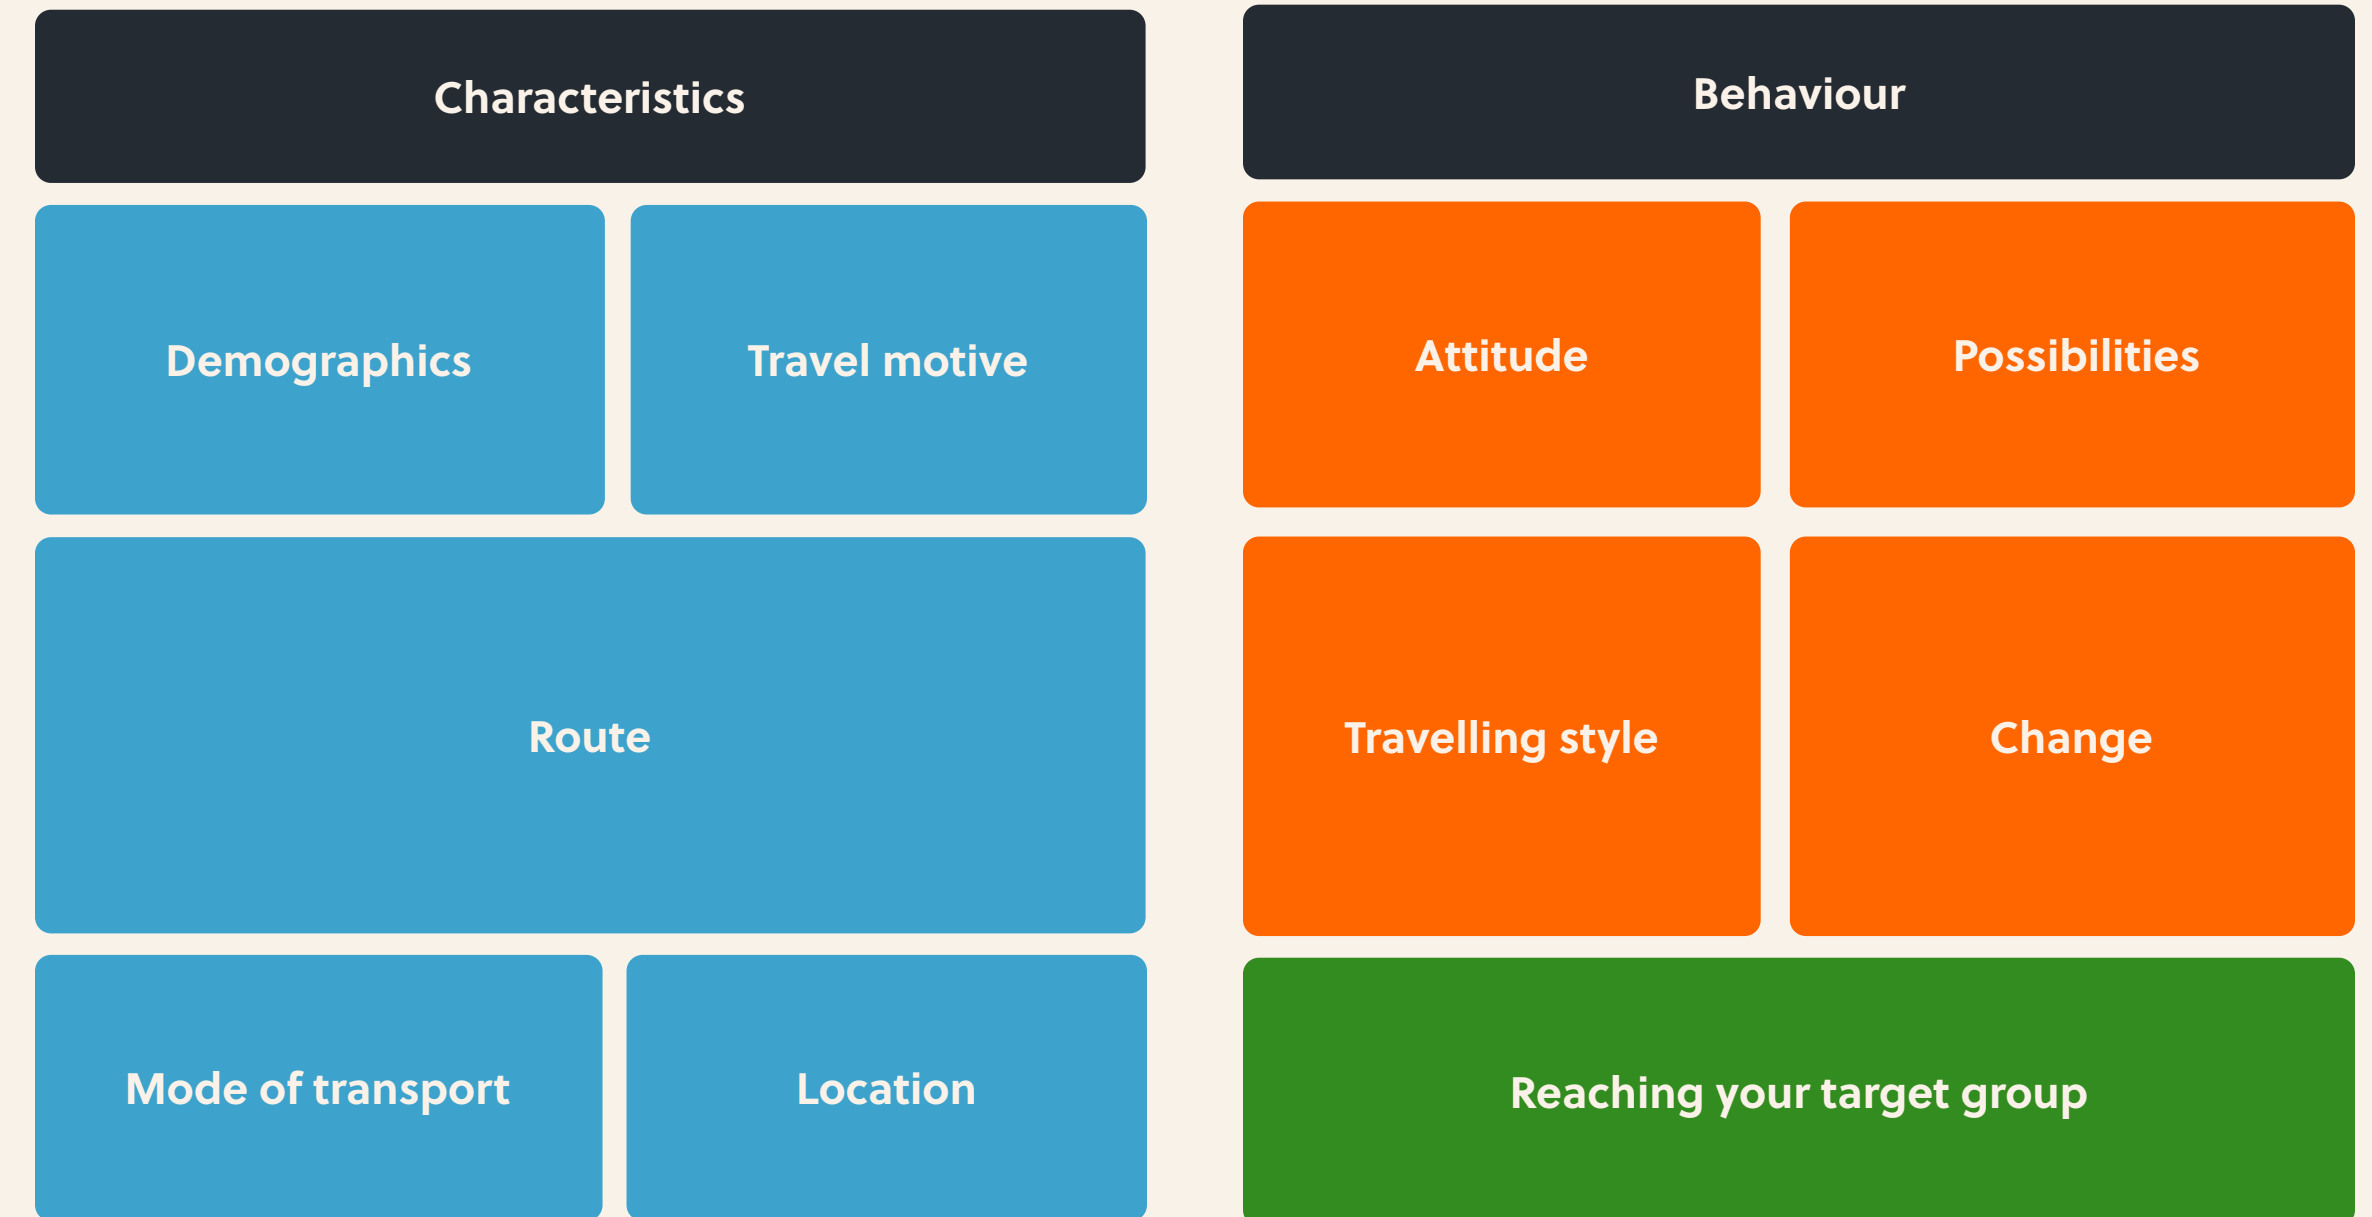 Characteristics
Demographics
Travel motive
Route
Mode of transport
Location
Behaviour
Attitude
Possibilities
Travelling style
Change
Reaching your target group